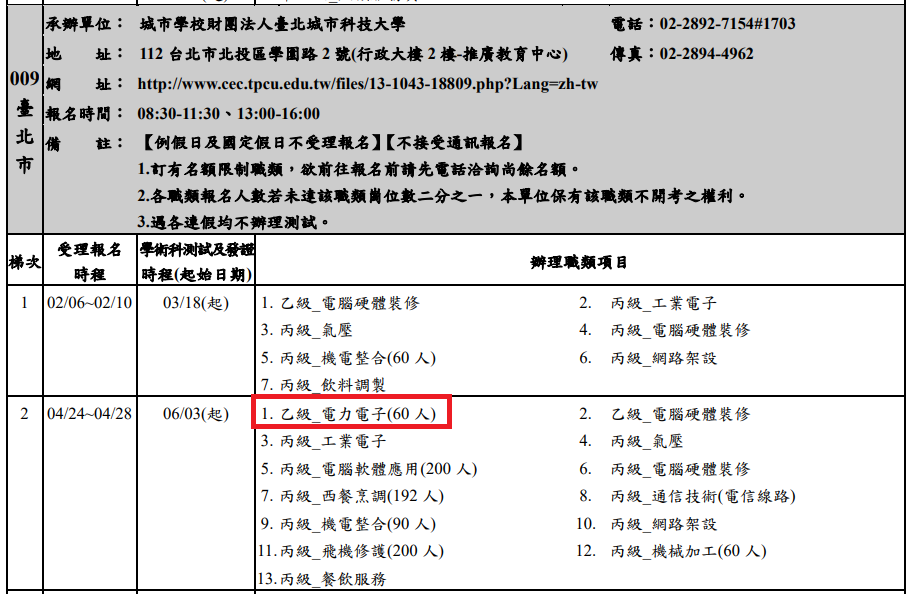 承辦單位： 城市學校財團法人臺北城市科技大學 電話：02-2892-7154#1703
地 址： 112 台北市北投區學園路 2 號(行政大樓 2 樓-推廣教育中心) 傳真：02-2894-4962
009 臺北市
網 址： http://www.cec.tpcu.edu.tw/files/13-1043-18809.php?Lang=zh-tw
報名時間： 08:30-11:30、13:00-16:00
備 註： 【例假日及國定假日不受理報名】【不接受通訊報名】
1.訂有名額限制職類，欲前往報名前請先電話洽詢尚餘名額。
2.各職類報名人數若未達該職類崗位數二分之一，本單位保有該職類不開考之權利。
3.遇各連假均不辦理測試。
梯次 受理報名時程 學術科測試及發證時程(起始日期) 辦理職類項目
1 02/06~02/10 03/18(起) 1. 乙級_電腦硬體裝修 2. 丙級_工業電子
3. 丙級_氣壓 4. 丙級_電腦硬體裝修
5. 丙級_機電整合(60 人) 6. 丙級_網路架設
7. 丙級_飲料調製
2 04/24~04/28 06/03(起) 1. 乙級_電力電子(60 人) 2. 乙級_電腦硬體裝修
3. 丙級_工業電子 4. 丙級_氣壓
5. 丙級_電腦軟體應用(200 人) 6. 丙級_電腦硬體裝修
7. 丙級_西餐烹調(192 人) 8. 丙級_通信技術(電信線路)
9. 丙級_機電整合(90 人) 10. 丙級_網路架設
11.丙級_飛機修護(200 人) 12. 丙級_機械加工(60 人)
13.丙級_餐飲服務